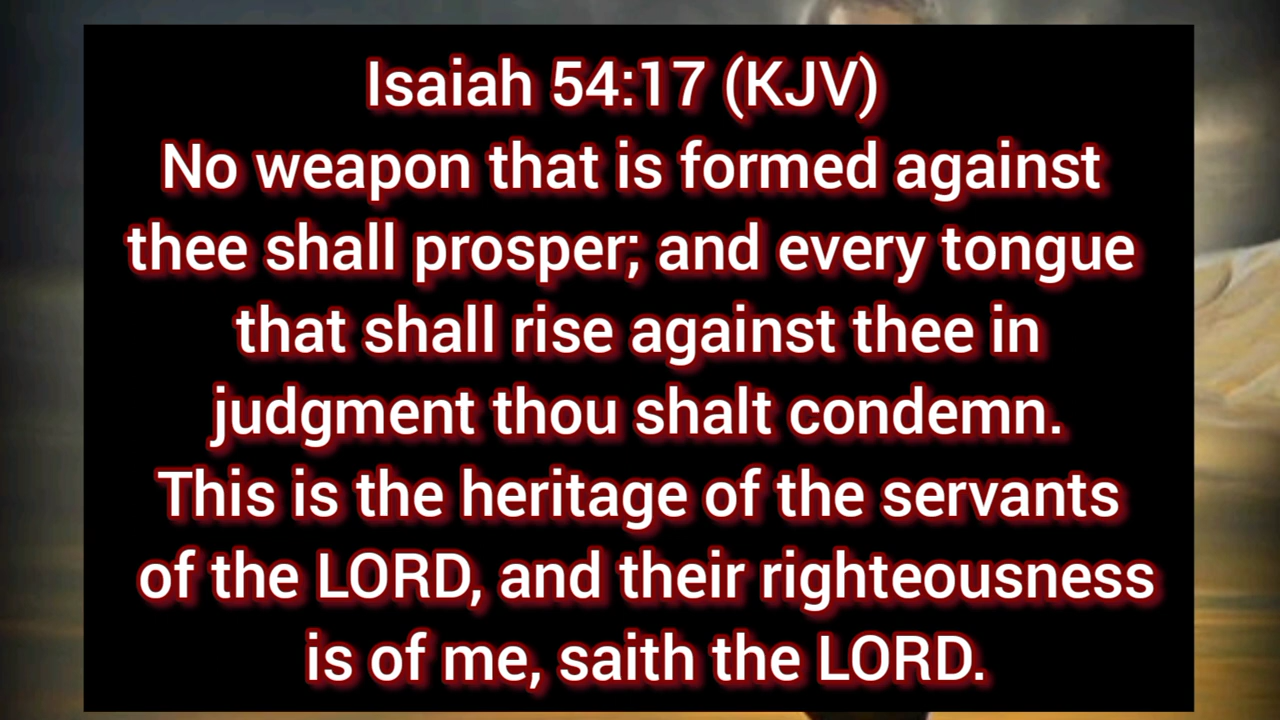 Isaiah 54:17 (KJV)
No weapon that is formed against
thee shall prosper; and every tongue
that shall rise against thee in
judgment thou shalt condemn.
This is the heritage of the servants
of the LORD, and their righteousness
is of me, saith the LORD.